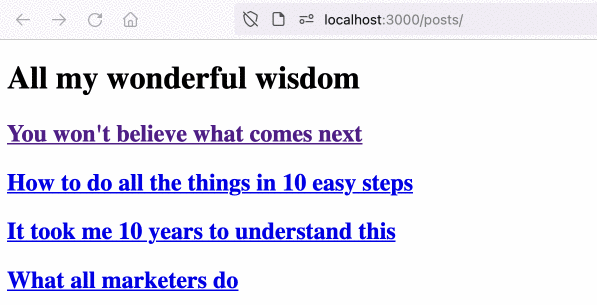 localhost:3000/posts/
All my wonderful wisdom
You won't believe what comes next
How to do all the things in 10 easy steps
It took me 10 years to understand this
What all marketers do